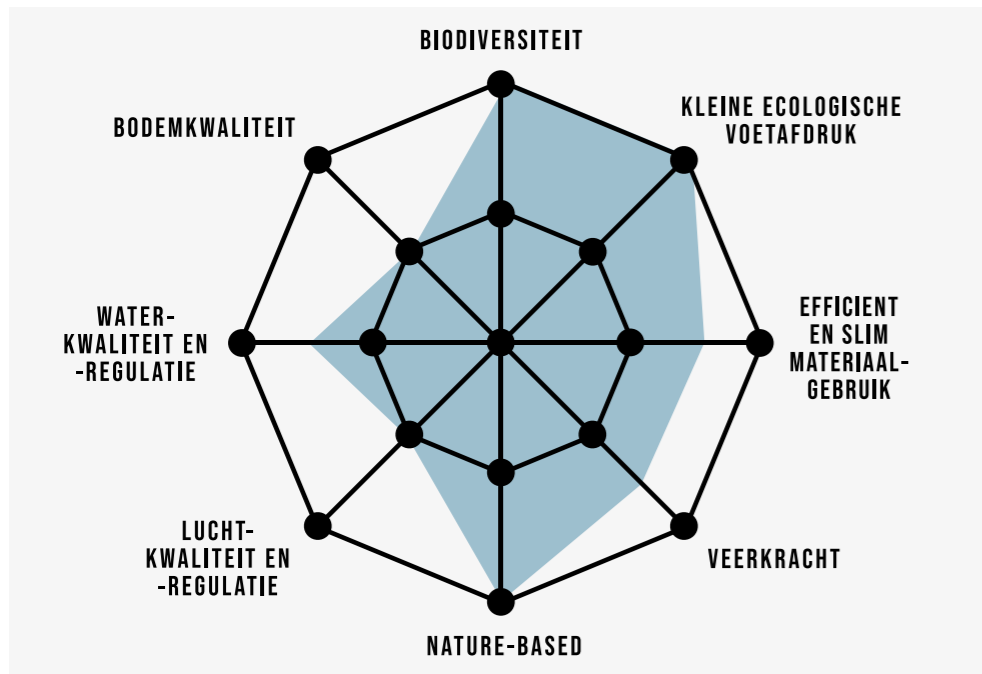 BIODIVERSITEIT
KLEINE ECOLOGISCHE
VOETAFDRUK
BODEMKWALITEIT
EFFICIENT
EN SLIM
MATERIAAL-
GEBRUIK
WATER-
KWALITEIT EN
-REGULATIE
LUCHT-
KWALITEIT EN
-REGULATIE
VEERKRACHT
NATURE-BASED